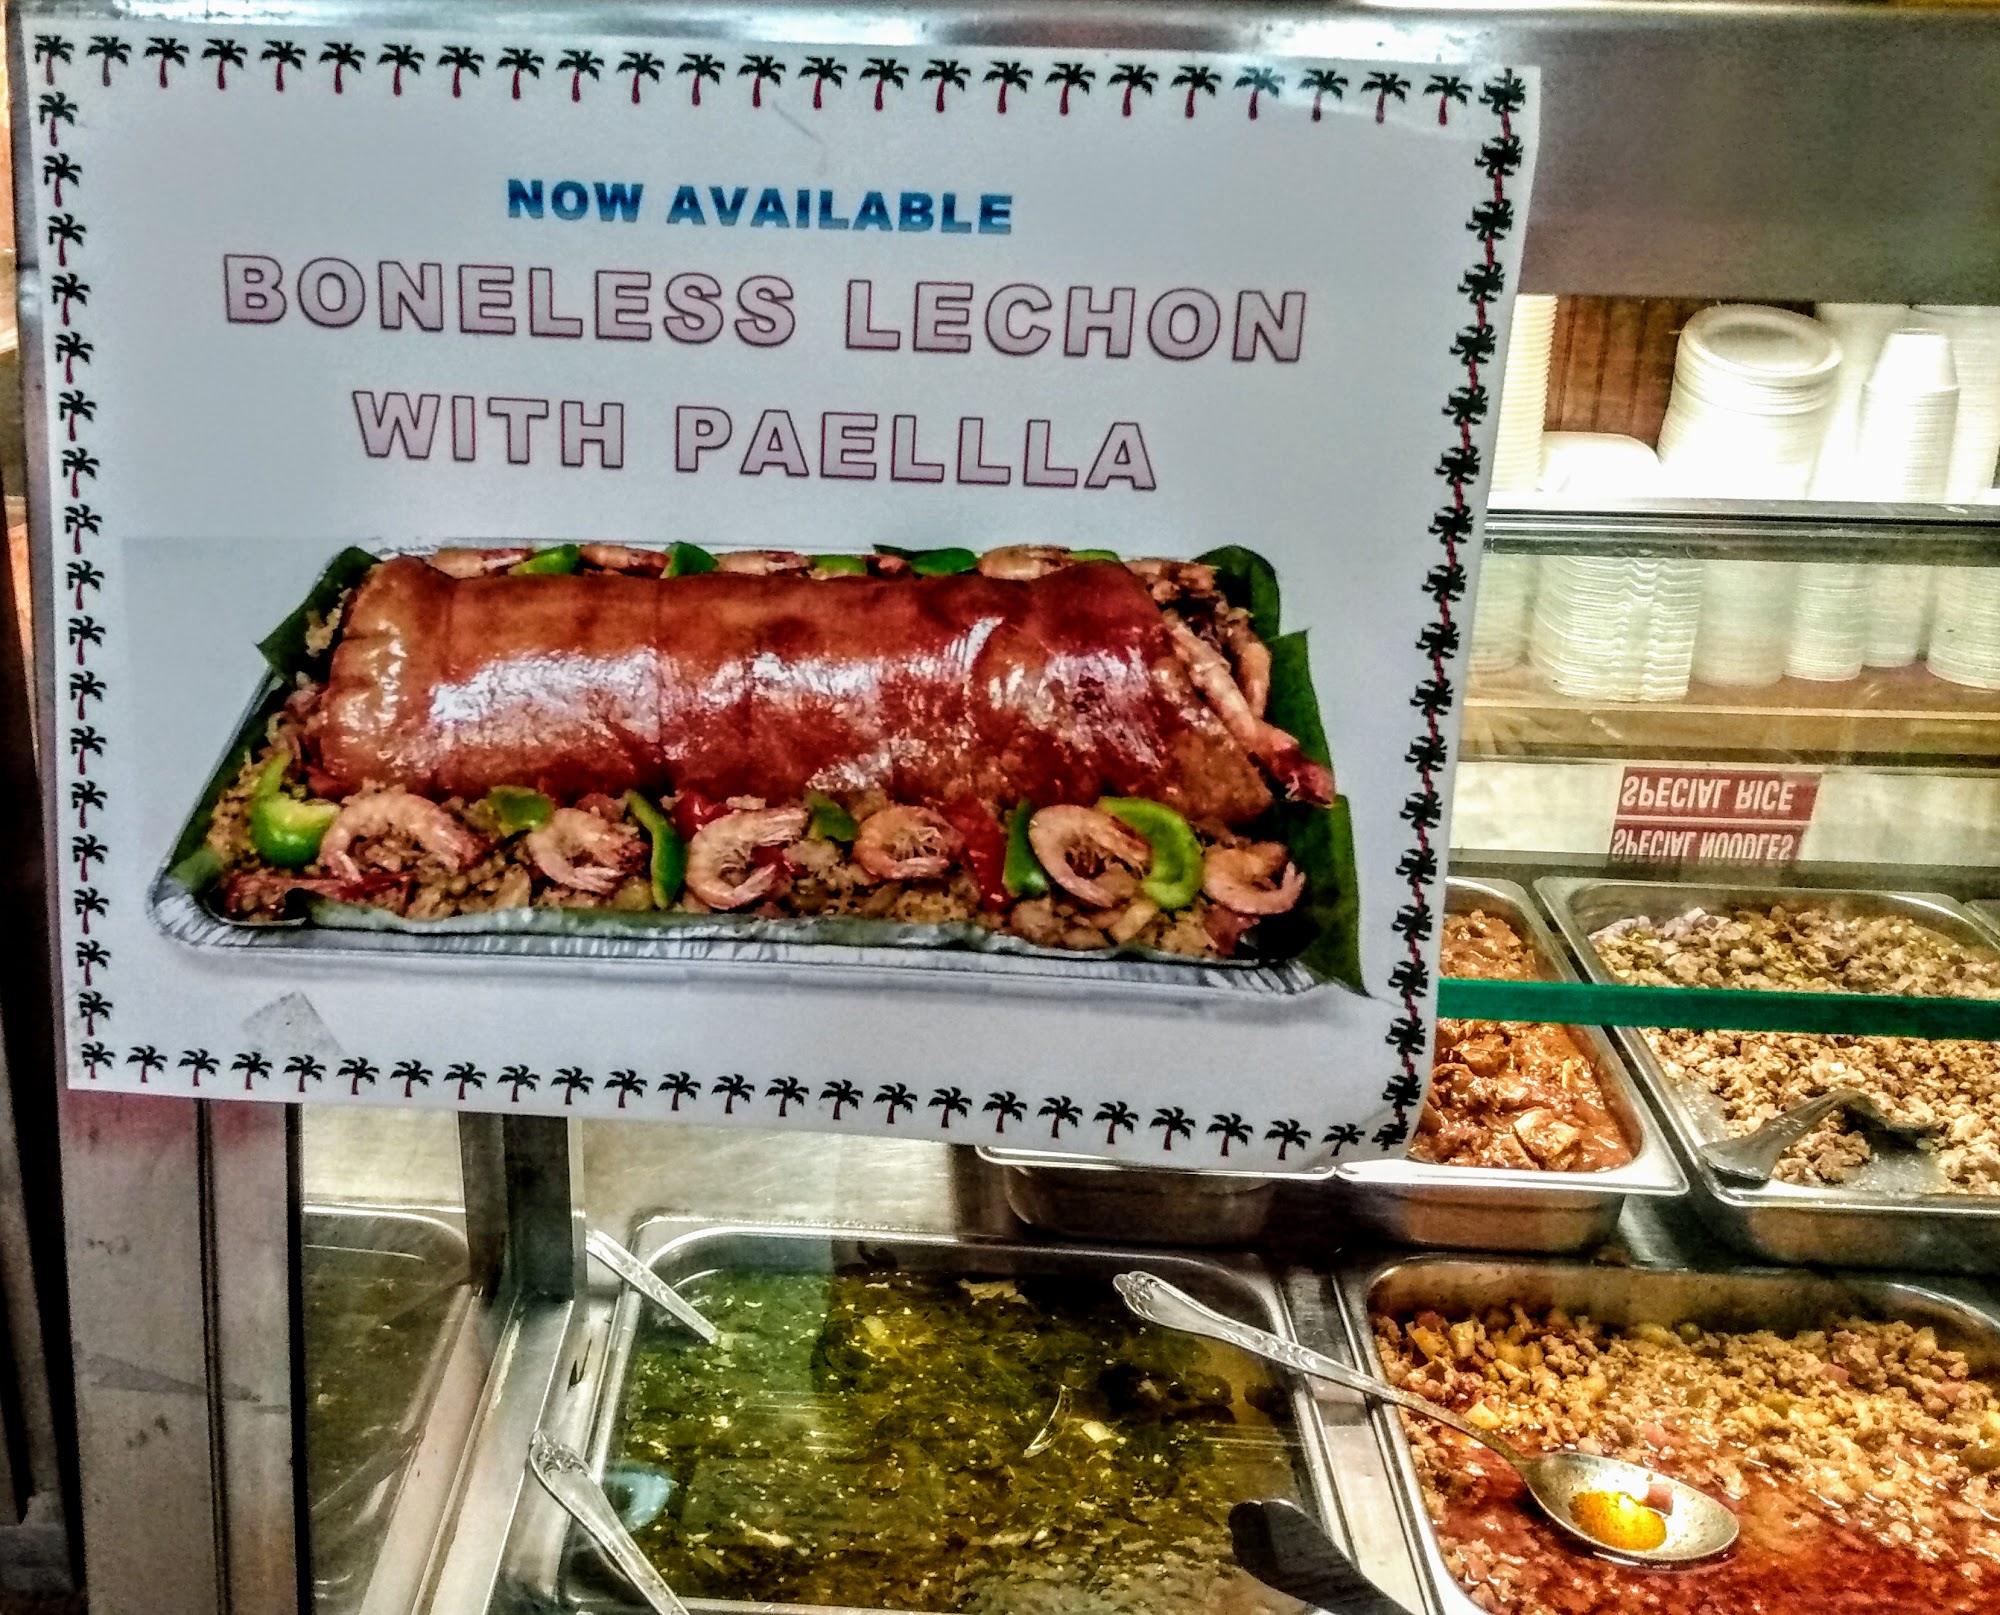 NOW AVAILABLE
BONELESS LECHON
WITH PAELLLA
SPECIAL RICE
SPECIAL NOODLES